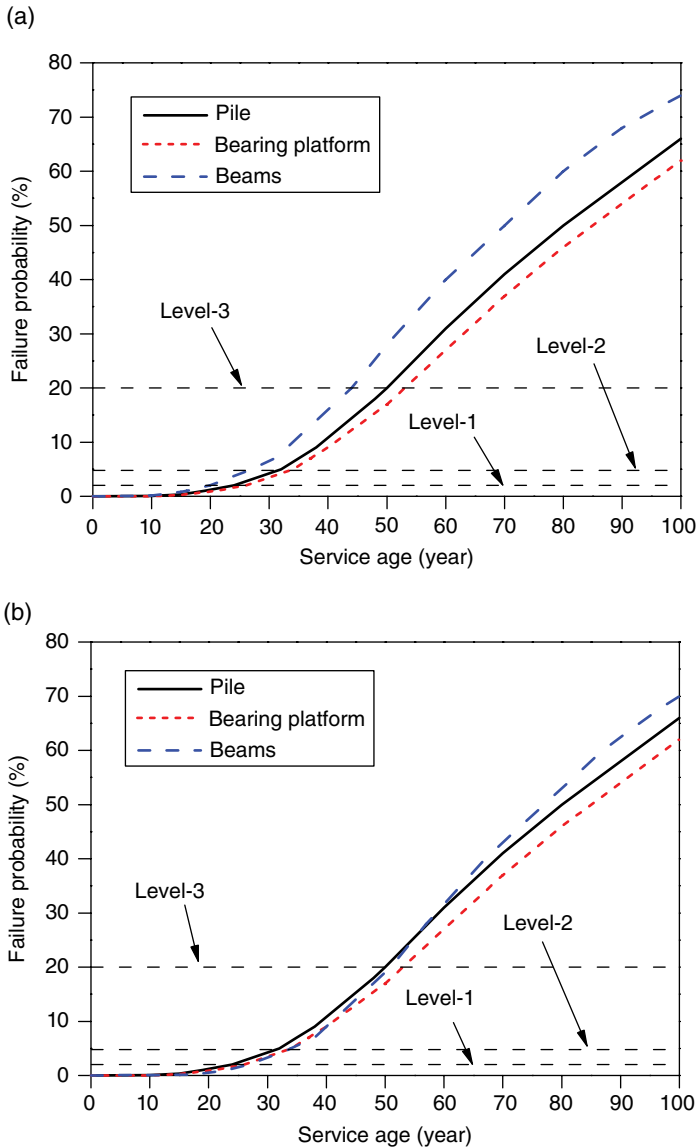 (a)
80
70
60
50
40
30
20
10
0
Failure probability (%)
Pile
Bearing platform
Beams
Level-3
Level-2
Level-1
0 10 20 30 40 50 60 70 80 90 100
Service age (year)
(b)
80
70
60
50
40
30
20
10
0
Failure probability (%)
Pile
Bearing platform
Beams
Level-3
Level-2
Level-1
0 10 20 30 40 50 60 70 80 90 100
Service age (year)